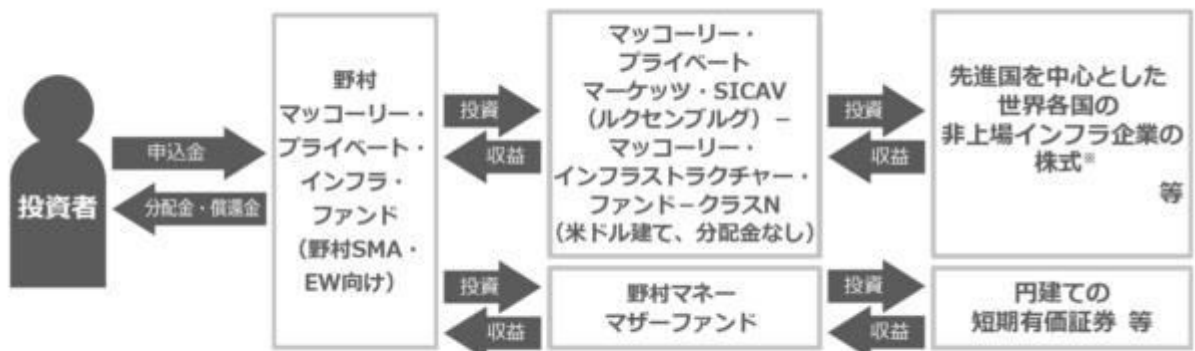 投資者
申込金
分配金・償還金
野村
マッコーリー・
プライベート・
インフラ・
ファンド
（野村SMA・
EW向け）
投資
収益
マッコーリー・
プライベート
マーケッツ・SICAV
（ルクセンブルグ）－
マッコーリー・
インフラストラクチャー・
ファンド－クラスN
（米ドル建て、分配金なし）
投資
収益
先進国を中心とした
世界各国の
非上場インフラ企業の
株式※
等
投資
収益
野村マネー
マザーファンド
投資
収益
円建ての
短期有価証券 等